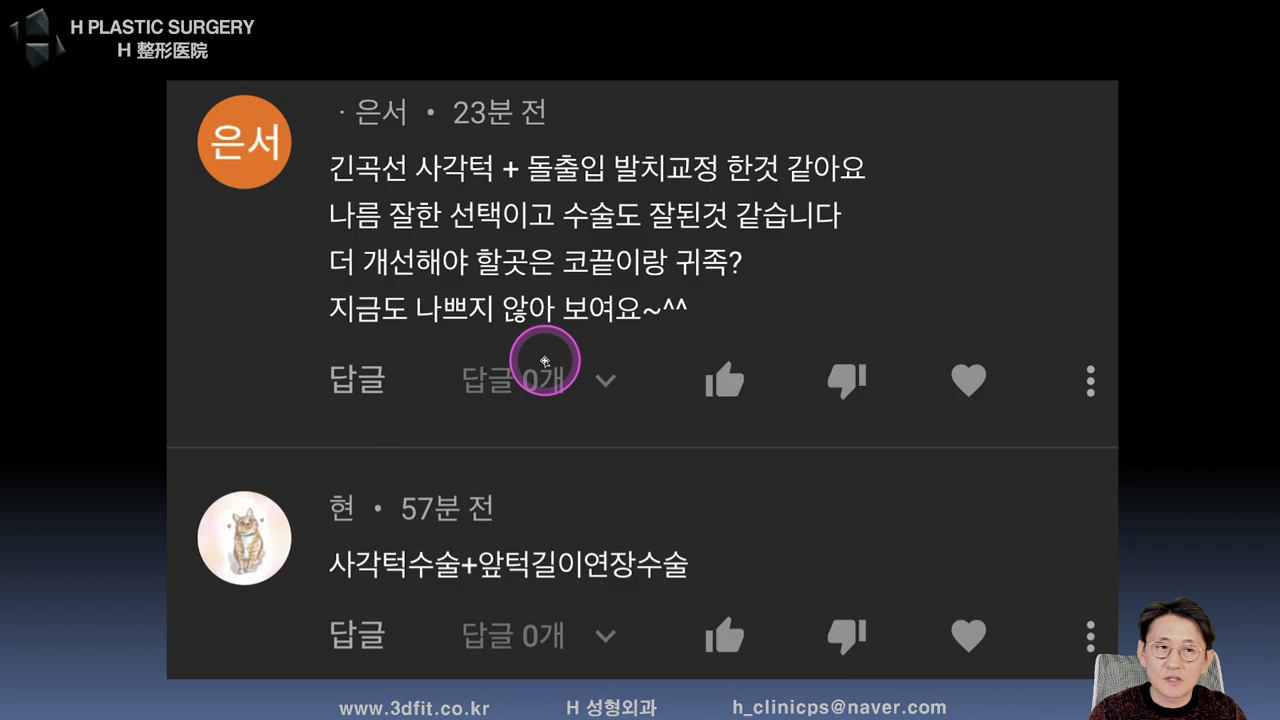 H PLASTIC SURGERY
H 整形医院
은서
· 은서 • 23분 전
긴곡선 사각턱 + 돌출입 발치교정 한것 같아요
나름 잘한 선택이고 수술도 잘된것 같습니다
더 개선해야 할곳은 코끝이랑 귀족?
지금도 나쁘지 않아 보여요~^^
답글 답글 0개
현 • 57분 전
사각턱수술+앞턱길이연장수술
답글 답글 0개
www.3dfit.co.kr H 성형외과 h_clinicps@naver.com